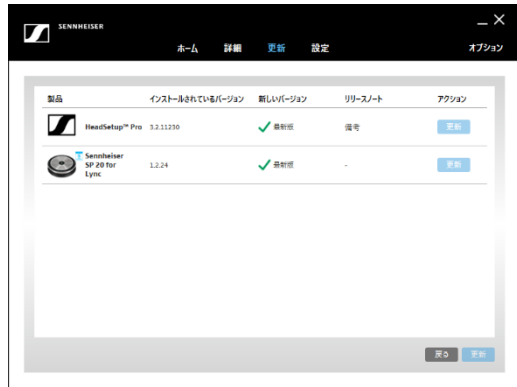 SENNHEISER
ホーム 詳細 更新 設定 オプション
製品 インストールされているバージョン 新しいバージョン リリースノート アクション
HeadSetup™ Pro 3.2.11210 最新版 備考 更新
Sennheiser
SP 20 for 1.2.24 最新版 - 更新
Lync
戻る 更新